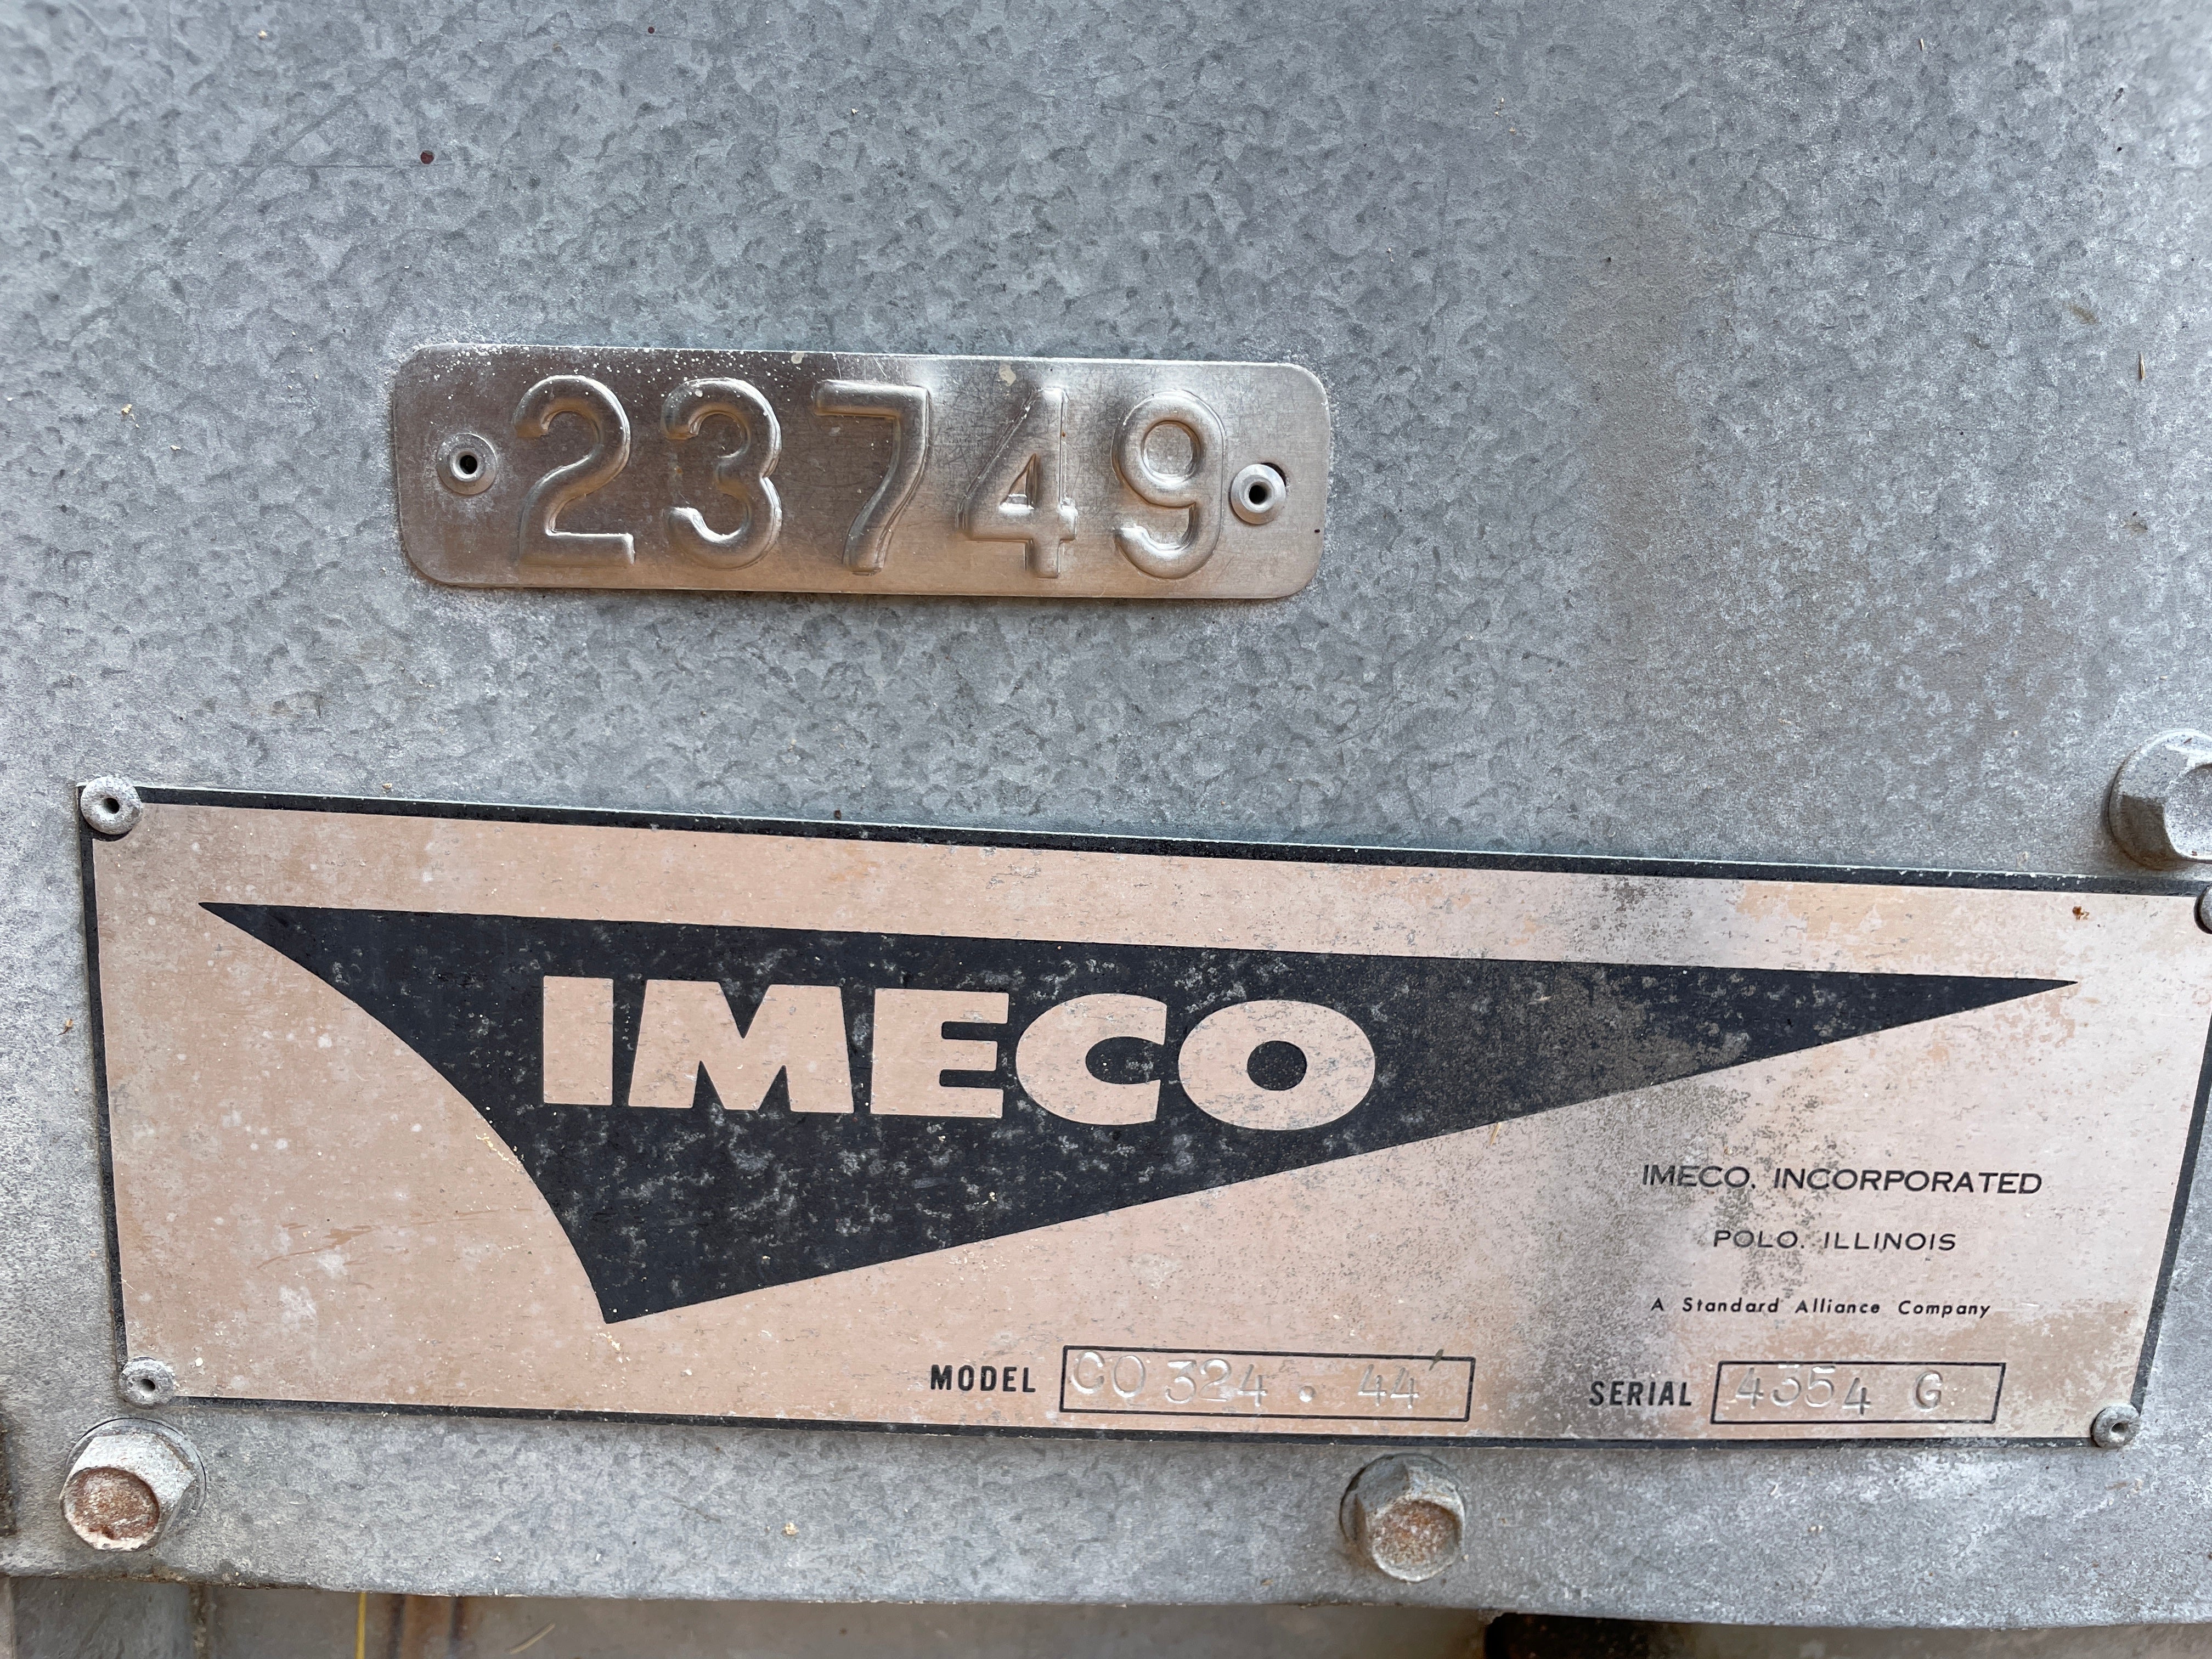 23749
IMECO
IMECO, INCORPORATED
POLO, ILLINOIS
A Standard Alliance Company
MODEL CO 324 . 44'
SERIAL 4354 G